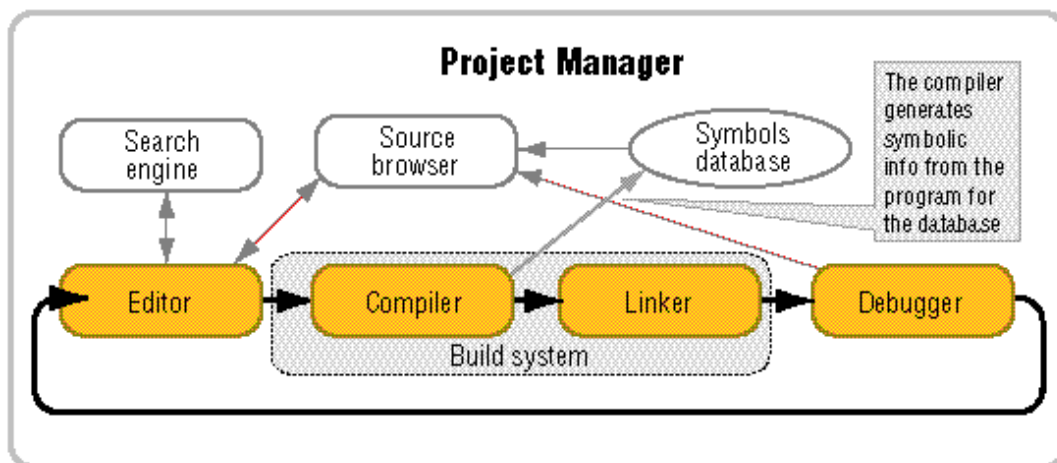 Project Manager
Search
engine
Source
browser
Symbols
database
The compiler
generates
symbolic
info from the
program for
the database
Editor
Compiler
Linker
Debugger
Build system